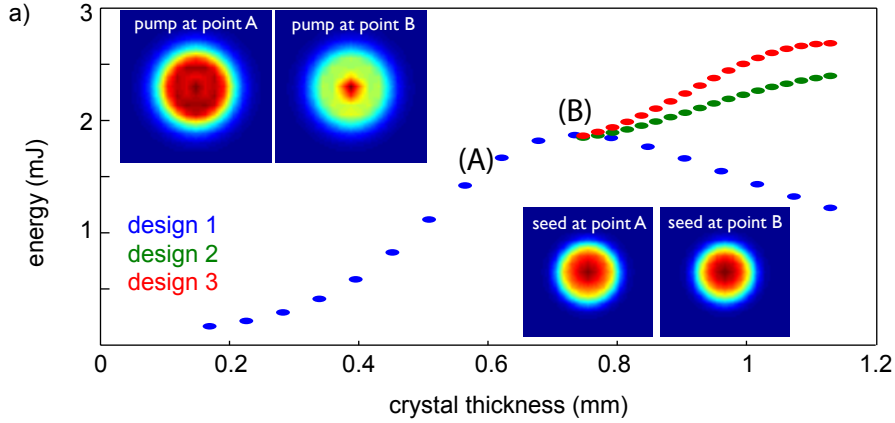 a)
3
2
1
energy (mJ)
pump at point A
pump at point B
(A)
(B)
design 1
design 2
design 3
seed at point A
seed at point B
0
0.2
0.4
0.6
0.8
1
1.2
crystal thickness (mm)